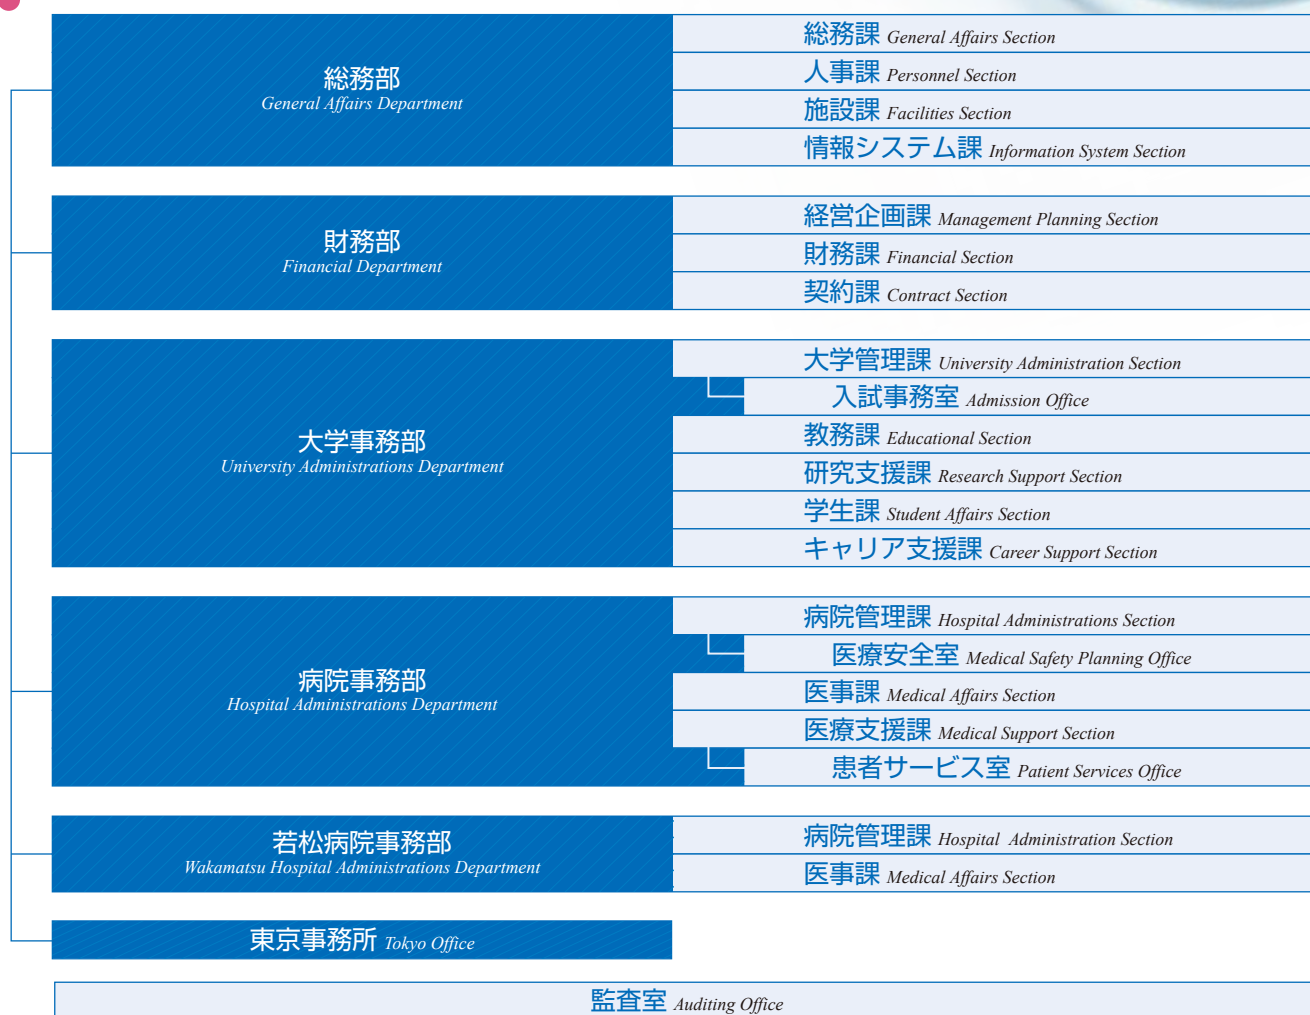 総務部
General Affairs Department
総務課 General Affairs Section
人事課 Personnel Section
施設課 Facilities Section
情報システム課 Information System Section
財務部
Financial Department
経営企画課 Management Planning Section
財務課 Financial Section
契約課 Contract Section
大学事務部
University Administrations Department
大学管理課 University Administration Section
入試事務室 Admission Office
教務課 Educational Section
研究支援課 Research Support Section
学生課 Student Affairs Section
キャリア支援課 Career Support Section
病院事務部
Hospital Administrations Department
病院管理課 Hospital Administrations Section
医療安全室 Medical Safety Planning Office
医事課 Medical Affairs Section
医療支援課 Medical Support Section
患者サービス室 Patient Services Office
若松病院事務部
Wakamatsu Hospital Administrations Department
病院管理課 Hospital Administration Section
医事課 Medical Affairs Section
東京事務所 Tokyo Office
監査室 Auditing Office